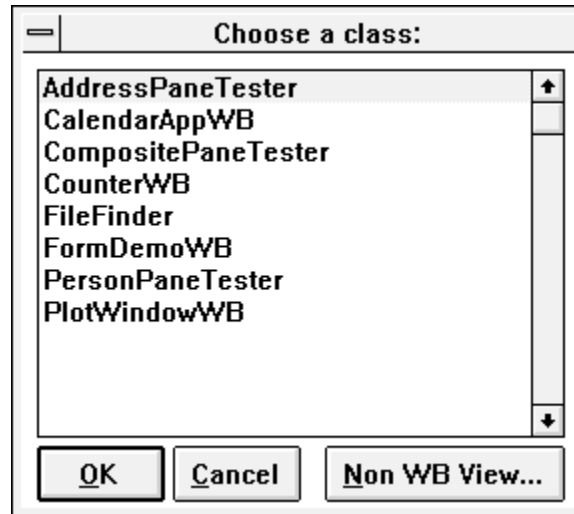 Choose a class:
AddressPaneTester
CalendarAppWB
CompositePaneTester
CounterWB
FileFinder
FormDemoWB
PersonPaneTester
PlotWindowWB
OK Cancel Non WB View...